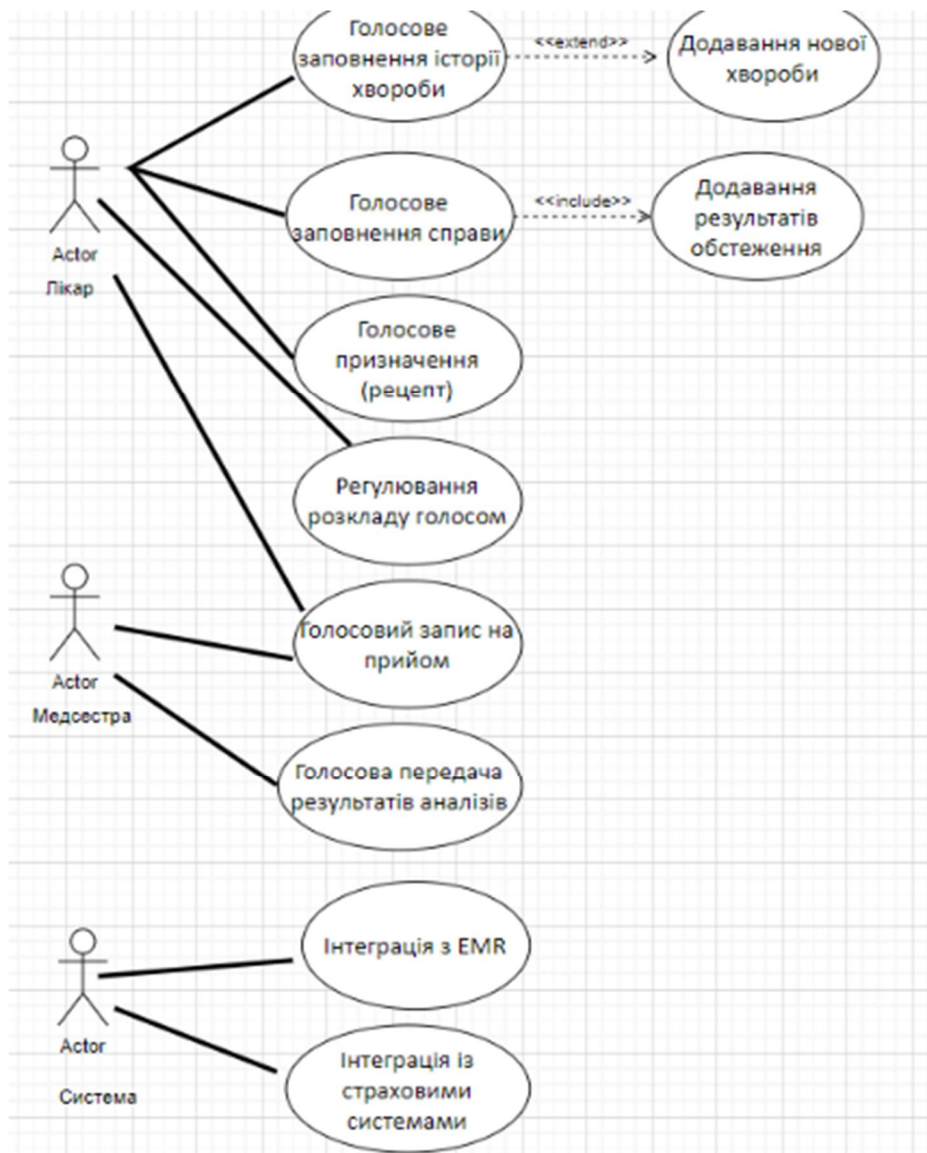 Голосове
заповнення історії
хвороби
<<extend>>
Додавання нової
хвороби
Actor
Лікар
Голосове
заповнення справи
<<include>>
Додавання
результатів
обстеження
Голосове
призначення
(рецепт)
Регулювання
розкладу голосом
Actor
Медсестра
Голосовий запис на
прийом
Голосова передача
результатів аналізів
Actor
Система
Інтеграція з EMR
Інтеграція із
страховими
системами